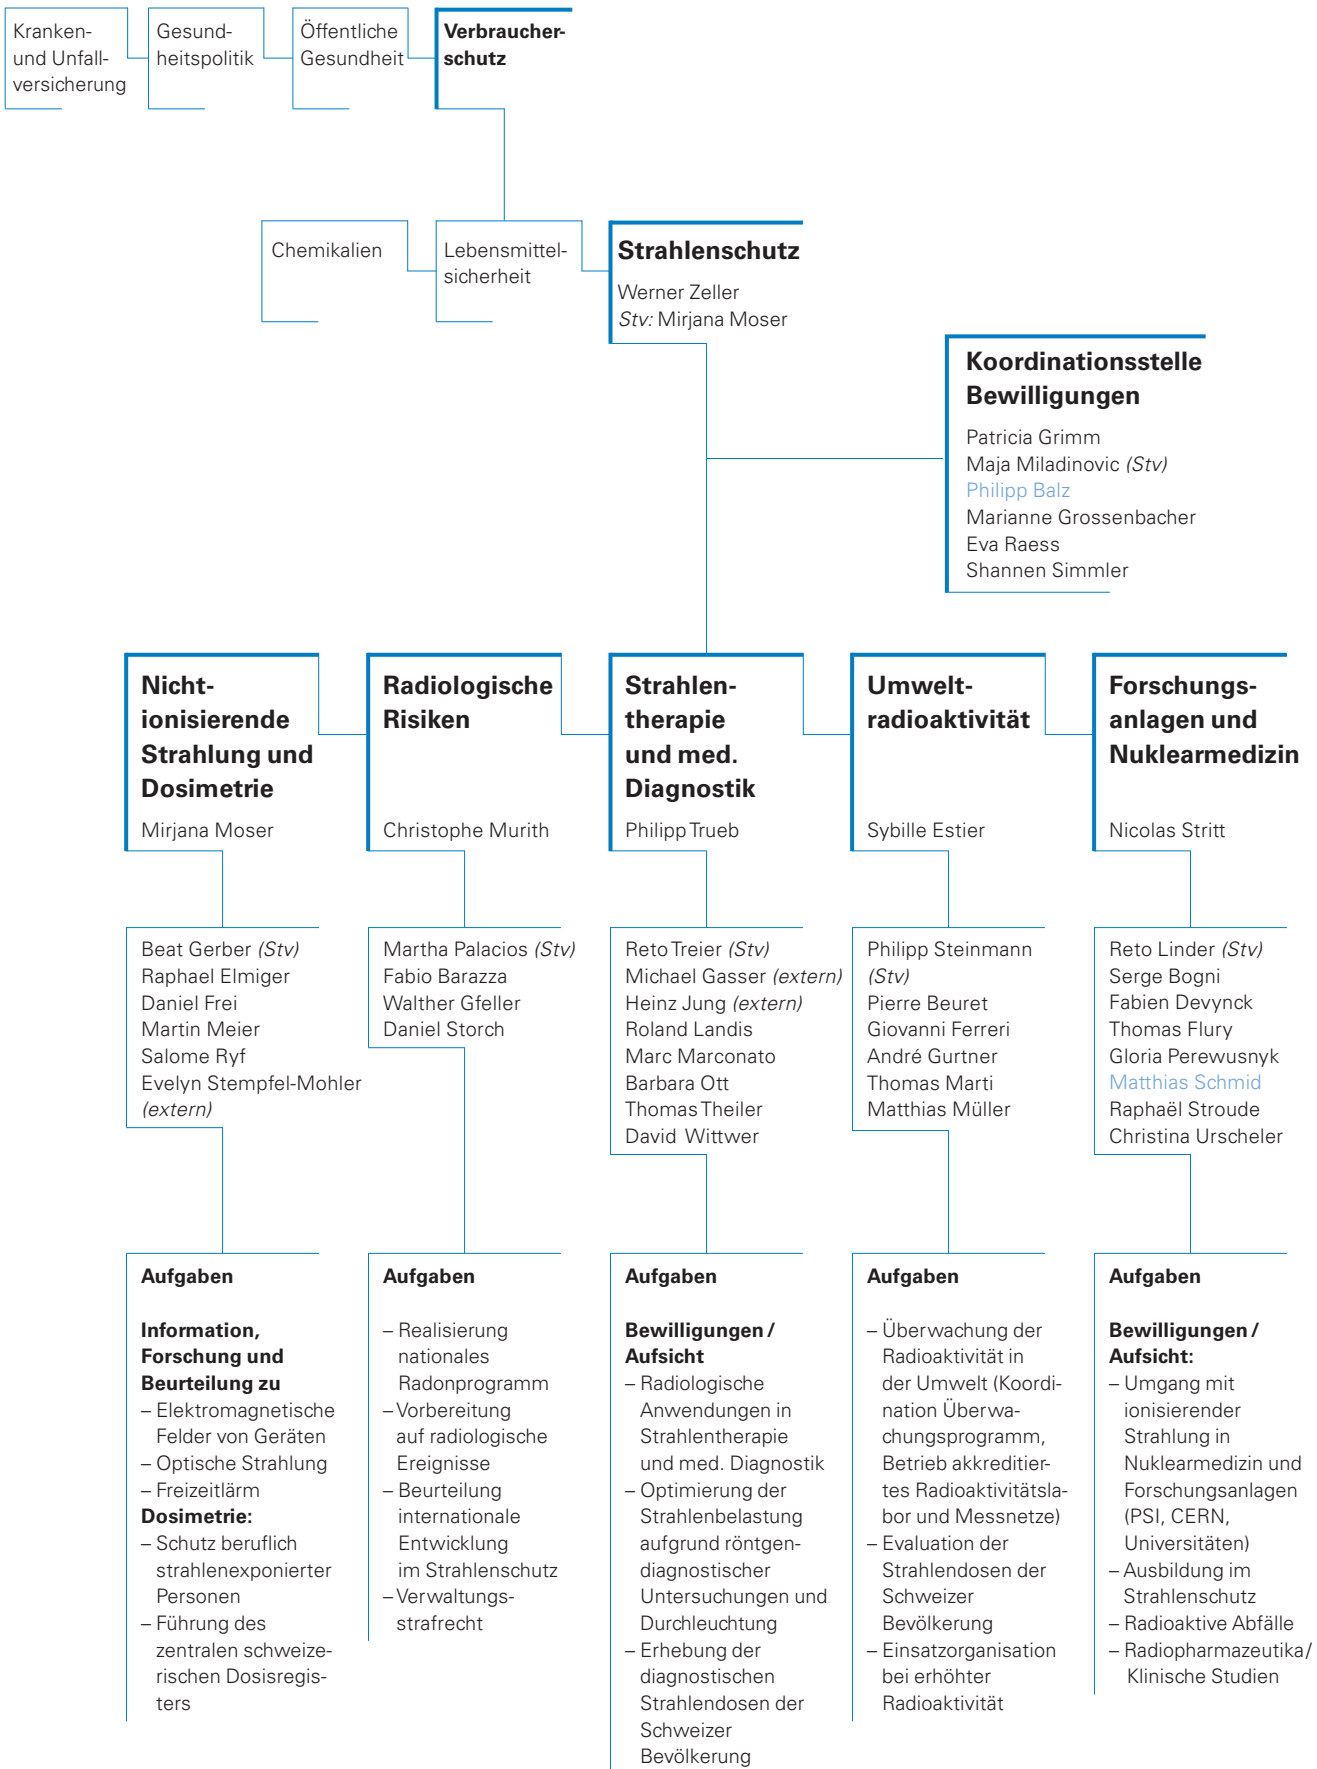 Kranken-
und Unfall-
versicherung
Gesund-
heitspolitik
Öffentliche
Gesundheit
Verbraucher-
schutz
Chemikalien
Lebensmittel-
sicherheit
Strahlenschutz
Werner Zeller
Stv: Mirjana Moser
Koordinationsstelle
Bewilligungen
Patricia Grimm
Maja Miladinovic (Stv)
Philipp Balz
Marianne Grossenbacher
Eva Raess
Shannen Simmler
Nicht-
ionisierende
Strahlung und
Dosimetrie
Mirjana Moser
Beat Gerber (Stv)
Raphael Elmiger
Daniel Frei
Martin Meier
Salome Ryf
Evelyn Stempfel-Mohler
(extern)
Aufgaben
Information,
Forschung und
Beurteilung zu
– Elektromagnetische
Felder von Geräten
– Optische Strahlung
– Freizeitlärm
Dosimetrie:
– Schutz beruflich
strahlenexponierter
Personen
– Führung des
zentralen schweize-
rischen Dosisregis-
ters
Radiologische
Risiken
Christophe Murith
Martha Palacios (Stv)
Fabio Barazza
Walther Gfeller
Daniel Storch
Aufgaben
– Realisierung
nationales
Radonprogramm
– Vorbereitung
auf radiologische
Ereignisse
– Beurteilung
internationale
Entwicklung
im Strahlenschutz
– Verwaltungs-
strafrecht
Strahlen-
therapie
und med.
Diagnostik
Philipp Trueb
Reto Treier (Stv)
Michael Gasser (extern)
Heinz Jung (extern)
Roland Landis
Marc Marconato
Barbara Ott
Thomas Theiler
David Wittwer
Aufgaben
Bewilligungen /
Aufsicht
– Radiologische
Anwendungen in
Strahlentherapie
und med. Diagnostik
– Optimierung der
Strahlenbelastung
aufgrund röntgen-
diagnostischer
Untersuchungen und
Durchleuchtung
– Erhebung der
diagnostischen
Strahlendosen der
Schweizer
Bevölkerung
Umwelt-
radioaktivität
Sybille Estier
Philipp Steinmann
(Stv)
Pierre Beuret
Giovanni Ferreri
André Gurtner
Thomas Marti
Matthias Müller
Aufgaben
– Überwachung der
Radioaktivität in
der Umwelt (Koordi-
nation Überwa-
chungsprogramm,
Betrieb akkreditier-
tes Radioaktivitätsla-
bor und Messnetze)
– Evaluation der
Strahlendosen der
Schweizer
Bevölkerung
– Einsatzorganisation
bei erhöhter
Radioaktivität
Forschungs-
anlagen und
Nuklearmedizin
Nicolas Stritt
Reto Linder (Stv)
Serge Bogni
Fabien Devynck
Thomas Flury
Gloria Perewusnyk
Matthias Schmid
Raphaël Stroude
Christina Urscheler
Aufgaben
Bewilligungen /
Aufsicht:
– Umgang mit
ionisierender
Strahlung in
Nuklearmedizin und
Forschungsanlagen
(PSI, CERN,
Universitäten)
– Ausbildung im
Strahlenschutz
– Radioaktive Abfälle
– Radiopharmazeutika/
Klinische Studien